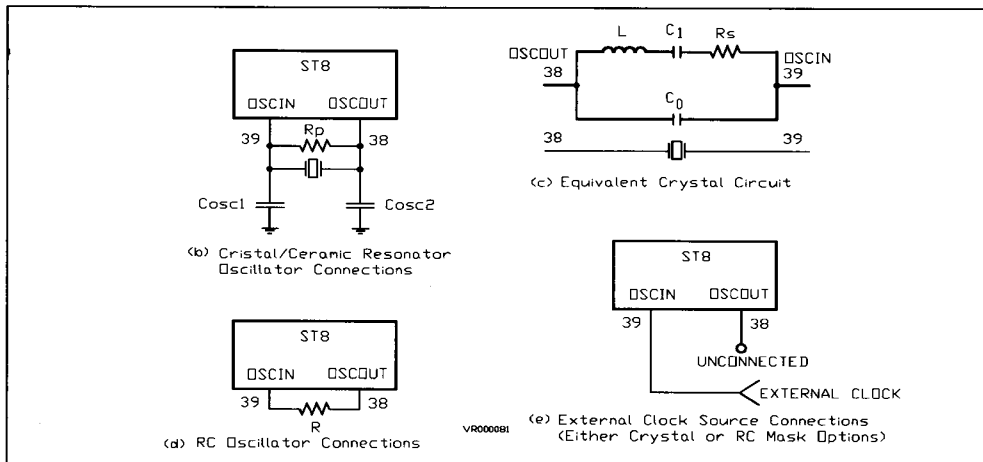 ST8
OSCIN OSCOUT
39 Rp 38
Cosc1 Cosc2
(b) Cristal/Ceramic Resonator
Oscillator Connections
L C1 Rs
OSCOUT OSCIN
38 39
C0
38 39
(c) Equivalent Crystal Circuit
ST8
OSCIN OSCOUT
39 R 38
(d) RC Oscillator Connections
VR000081
ST8
OSCIN OSCOUT
39 38
UNCONNECTED
EXTERNAL CLOCK
(e) External Clock Source Connections
(Either Crystal or RC Mask Options)